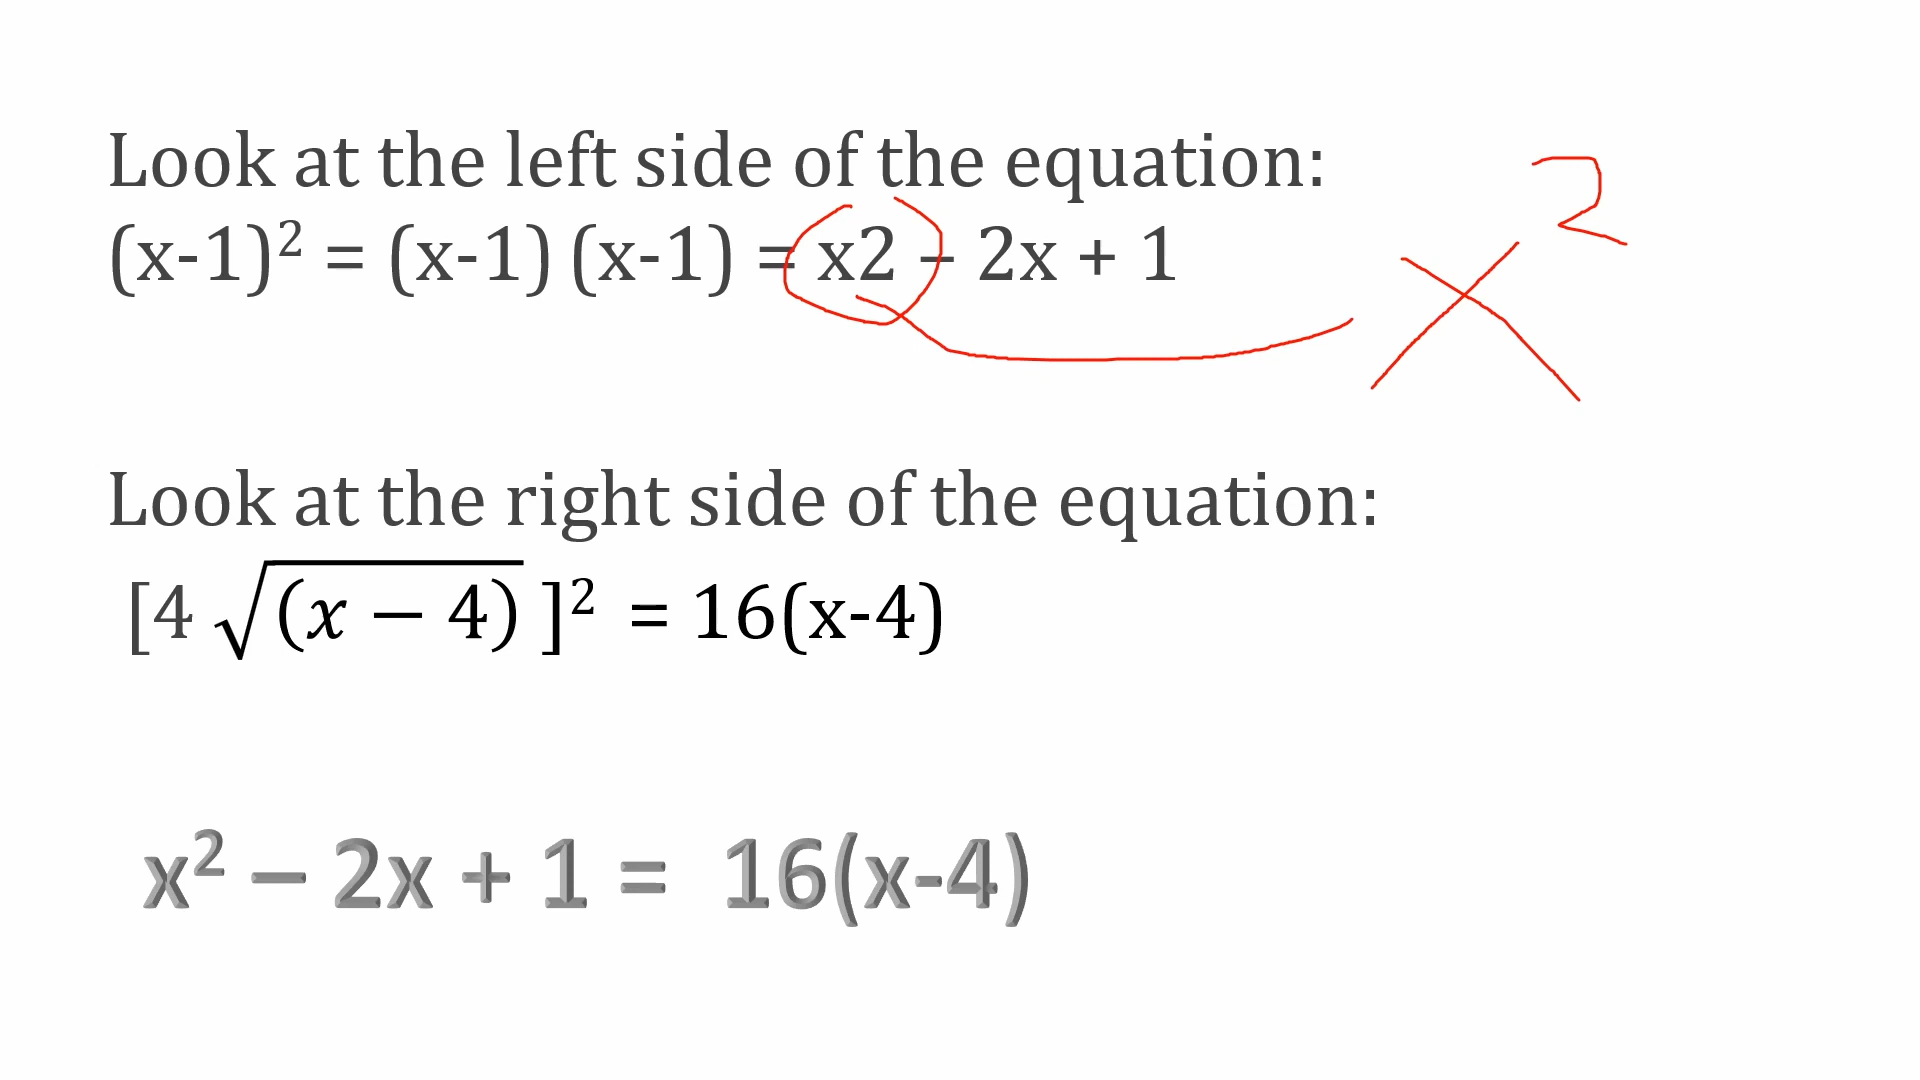 Look at the left side of the equation:
(x-1)² = (x-1) (x-1) = x2 – 2x + 1
x²
Look at the right side of the equation:
[4 √(x − 4) ]² = 16(x-4)
x² – 2x + 1 = 16(x-4)